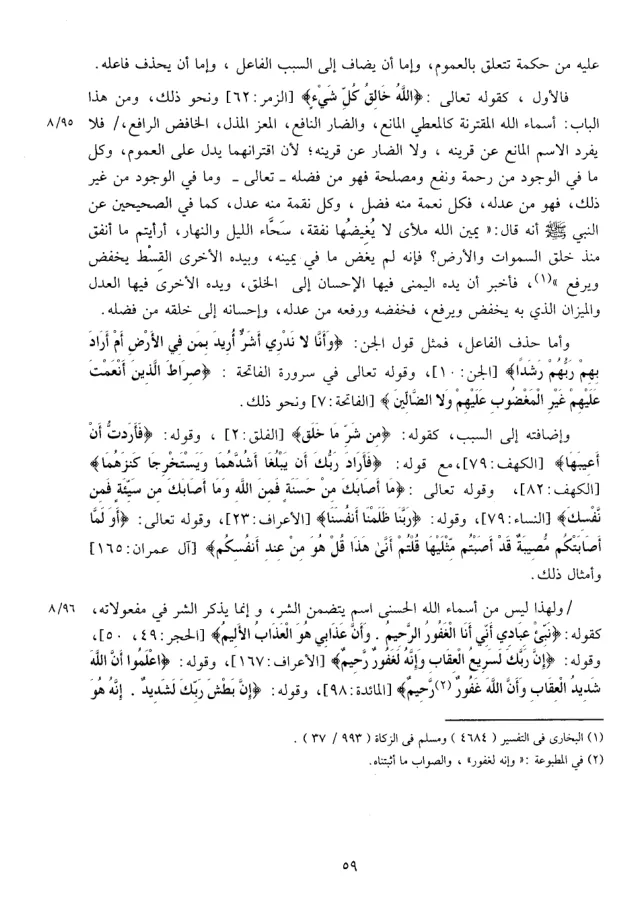 عليه من حكمة تتعلق بالعموم، وإما أن يضاف إلى السبب الفاعل ، وإما أن يحذف فاعله.
فالأول ، كقوله تعالى :﴿اللَّهُ خَالِقُ كُلِّ شَيْءٍ﴾ [الزمر:٦٢] ونحو ذلك، ومن هذا
الباب: أسماء الله المقترنة كالمعطي المانع، والضار النافع، المعز المذل، الخافض الرافع،/ فلا ٨/٩٥
يفرد الاسم المانع عن قرينه ، ولا الضار عن قرينه؛ لأن اقترانهما يدل على العموم، وكل
ما في الوجود من رحمة ونفع ومصلحة فهو من فضله ـ تعالى ـ وما في الوجود من غير
ذلك، فهو من عدله، فكل نعمة منه فضل ، وكل نقمة منه عدل، كما في الصحيحين عن
النبي ﷺ أنه قال:« يمين الله ملأى لا يُغِيضُها نفقة، سَحَّاء الليل والنهار، أرأيتم ما أنفق
منذ خلق السموات والأرض؟ فإنه لم يغض ما في يمينه، وبيده الأخرى القِسْط يخفض
ويرفع »(١)، فأخبر أن يده اليمنى فيها الإحسان إلى الخلق، ويده الأخرى فيها العدل
والميزان الذي به يخفض ويرفع، فخفضه ورفعه من عدله، وإحسانه إلى خلقه من فضله.
وأما حذف الفاعل، فمثل قول الجن: ﴿وَأَنَّا لا نَدْرِي أَشَرٌّ أُرِيدَ بِمَن فِي الأَرْضِ أَمْ أَرَادَ
بِهِمْ رَبُّهُمْ رَشَدًا﴾ [الجن:١٠]، وقوله تعالى في سورة الفاتحة : ﴿صِرَاطَ الَّذِينَ أَنْعَمْتَ
عَلَيْهِمْ غَيْرِ الْمَغْضُوبِ عَلَيْهِمْ وَلا الضَّالِّينَ ﴾ [الفاتحة:٧] ونحو ذلك.
وإضافته إلى السبب، كقوله: ﴿مِن شَرِّ مَا خَلَقَ﴾ [الفلق:٢] ، وقوله: ﴿فَأَرَدتُّ أَنْ
أَعِيبَهَا﴾ [الكهف:٧٩]،مع قوله: ﴿فَأَرَادَ رَبُّكَ أَن يَبْلُغَا أَشُدَّهُمَا وَيَسْتَخْرِجَا كَنزَهُمَا﴾
[الكهف:٨٢]، وقوله تعالى :﴿مَا أَصَابَكَ مِنْ حَسَنَةٍ فَمِنَ اللَّهِ وَمَا أَصَابَكَ مِن سَيِّئَةٍ فَمِن
نَّفْسِكَ﴾ [النساء:٧٩]، وقوله: ﴿رَبَّنَا ظَلَمْنَا أَنفُسَنَا﴾ [الأعراف:٢٣]، وقوله تعالى: ﴿أَوَ لَمَّا
أَصَابَتْكُم مُّصِيبَةٌ قَدْ أَصَبْتُم مِّثْلَيْهَا قُلْتُمْ أَنَّىٰ هَذَا قُلْ هُوَ مِنْ عِندِ أَنفُسِكُمْ﴾ [آل عمران:١٦٥]
وأمثال ذلك.
/ ولهذا ليس من أسماء الله الحسنى اسم يتضمن الشر، و إنما يذكر الشر في مفعولاته، ٨/٩٦
كقوله:﴿نَبِّئْ عِبَادِي أَنِّي أَنَا الْغَفُورُ الرَّحِيمُ . وَأَنَّ عَذَابِي هُوَ الْعَذَابُ الأَلِيمُ﴾ [الحجر:٤٩، ٥٠]،
وقوله: ﴿إِنَّ رَبَّكَ لَسَرِيعُ الْعِقَابِ وَإِنَّهُ لَغَفُورٌ رَّحِيمٌ﴾ [الأعراف:١٦٧]، وقوله: ﴿اعْلَمُوا أَنَّ اللَّهَ
شَدِيدُ الْعِقَابِ وَأَنَّ اللَّهَ غَفُورٌ (٢)رَّحِيمٌ﴾ [المائدة:٩٨]، وقوله: ﴿إِنَّ بَطْشَ رَبِّكَ لَشَدِيدٌ . إِنَّهُ هُوَ
(١) البخارى فى التفسير ( ٤٦٨٤ ) ومسلم فى الزكاة ( ٩٩٣ / ٣٧ ) .
(٢) في المطبوعة :« وإنه لغفور» ، والصواب ما أثبتناه.
٥٩